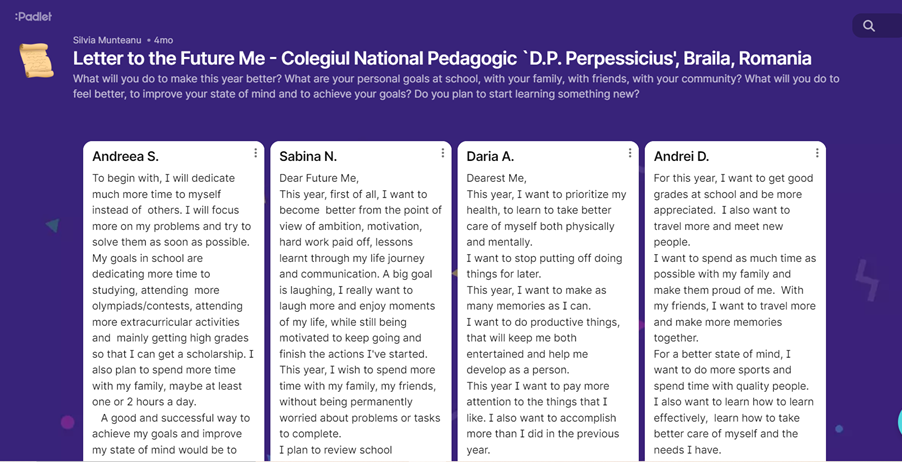 :Padlet
Silvia Munteanu • 4mo
Letter to the Future Me - Colegiul National Pedagogic `D.P. Perpessicius', Braila, Romania
What will you do to make this year better? What are your personal goals at school, with your family, with friends, with your community? What will you do to
feel better, to improve your state of mind and to achieve your goals? Do you plan to start learning something new?
Andreea S.
To begin with, I will dedicate
much more time to myself
instead of  others. I will focus
more on my problems and try to
solve them as soon as possible.
My goals in school are
dedicating more time to
studying, attending  more
olympiads/contests, attending
more extracurricular activities
and  mainly getting high grades
so that I can get a scholarship. I
also plan to spend more time
with my family, maybe at least
one or 2 hours a day.
A good and successful way to
achieve my goals and improve
my state of mind would be to
Sabina N.
Dear Future Me,
This year, first of all, I want to
become  better from the point of
view of ambition, motivation,
hard work paid off, lessons
learnt through my life journey
and communication. A big goal
is laughing, I really want to
laugh more and enjoy moments
of my life, while still being
motivated to keep going and
finish the actions I've started.
This year, I wish to spend more
time with my family, my friends,
without being permanently
worried about problems or tasks
to complete.
I plan to review school
Daria A.
Dearest Me,
This year, I want to prioritize my
health, to learn to take better
care of myself both physically
and mentally.
I want to stop putting off doing
things for later.
This year, I want to make as
many memories as I can.
I want to do productive things,
that will keep me both
entertained and help me
develop as a person.
This year I want to pay more
attention to the things that I
like. I also want to accomplish
more than I did in the previous
year.
Andrei D.
For this year, I want to get good
grades at school and be more
appreciated.  I also want to
travel more and meet new
people.
I want to spend as much time as
possible with my family and
make them proud of me.  With
my friends, I want to travel more
and make more memories
together.
For a better state of mind, I
want to do more sports and
spend time with quality people.
I also want to learn how to learn
effectively,  learn how to take
better care of myself and the
needs I have.